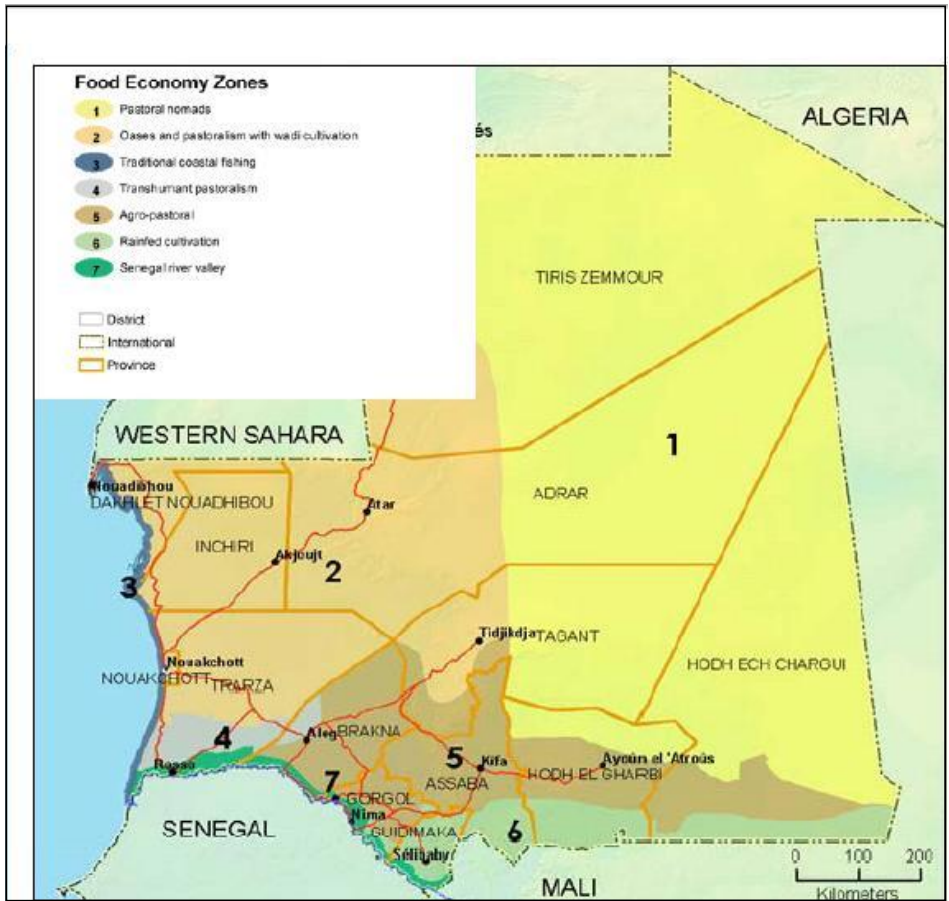 Food Economy Zones
1 Pastoral nomads
2 Oases and pastoralism with wadi cultivation
3 Traditional coastal fishing
4 Transhumant pastoralism
5 Agro-pastoral
6 Rainfed cultivation
7 Senegal river valley
District
International
Province
és
ALGERIA
TIRIS ZEMMOUR
WESTERN SAHARA
1
Nouadibhou
DAKHLET NOUADHIBOU
ADRAR
Atar
INCHIRI
Akjoujt
2
3
Tidjikdja
TAGANT
Nouakchott
NOUAKCHOTT
TRARZA
HODH ECH CHARGUI
4
Aleg
BRAKNA
5
Rosso
Kifa
Ayoûn el 'Atroûs
ASSABA
HODH EL GHARBI
7
GORGOL
Nima
SENEGAL
GUIDIMAKA
6
Sélibaby
MALI
0 100 200
Kilometers